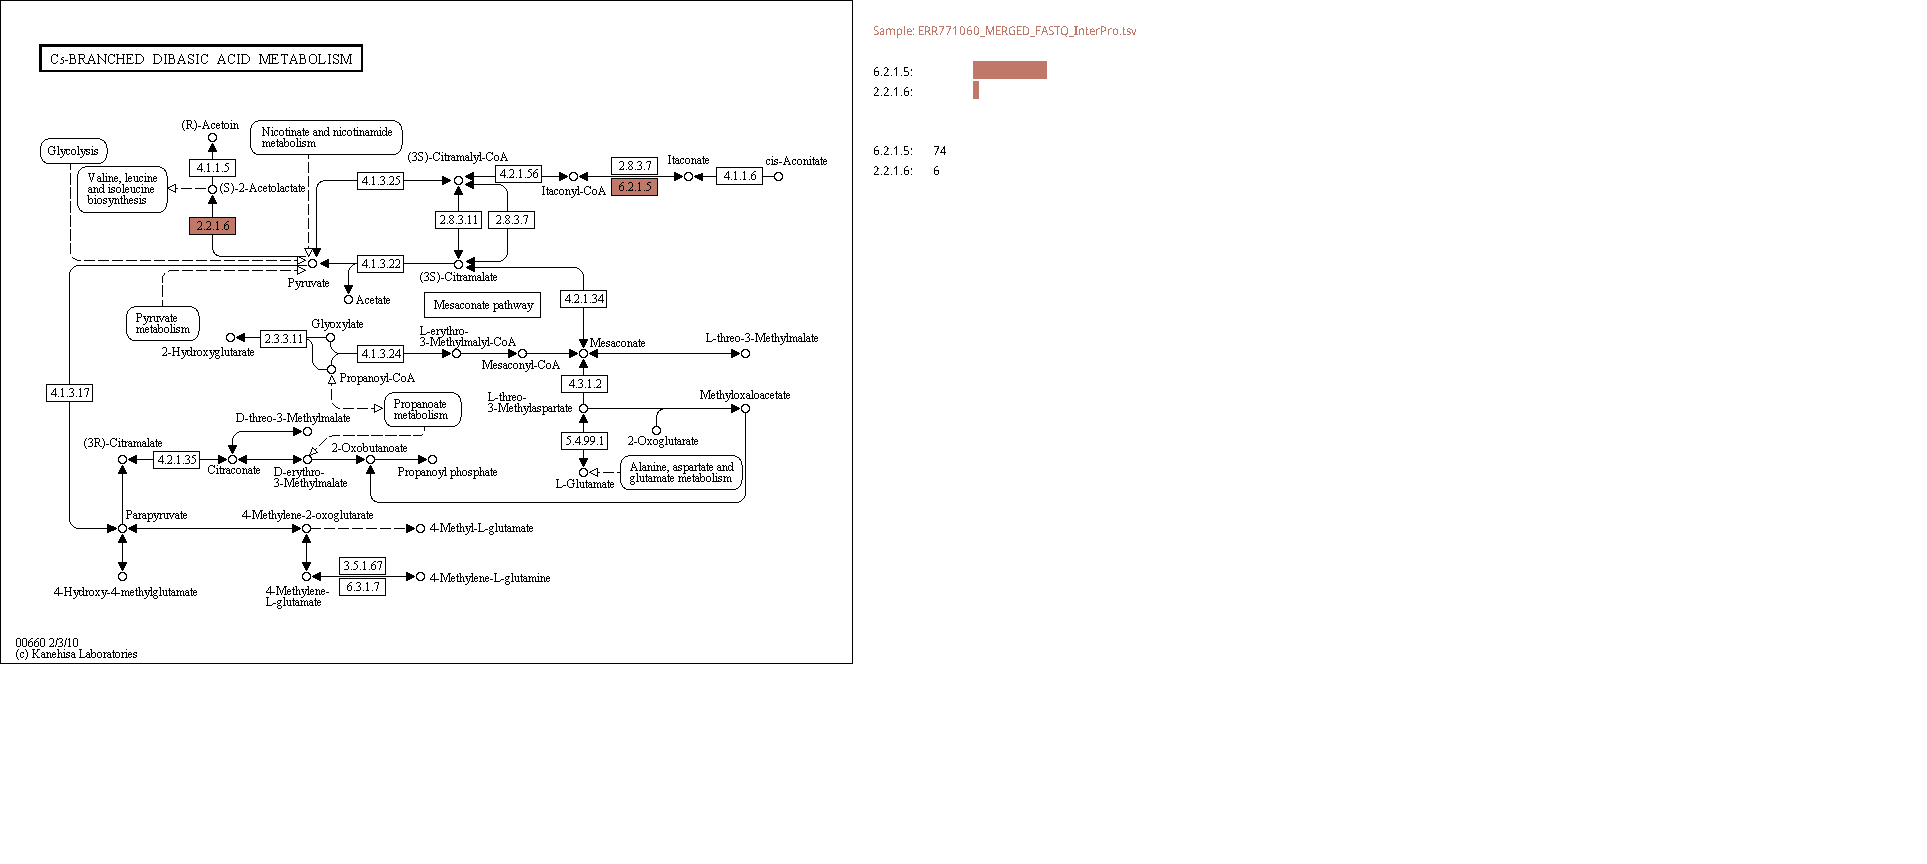 C5-BRANCHED DIBASIC ACID METABOLISM
Sample: ERR771060_MERGED_FASTQ_InterPro.tsv
6.2.1.5:
2.2.1.6:
6.2.1.5: 74
2.2.1.6: 6
(R)-Acetoin
Nicotinate and nicotinamide
metabolism
Glycolysis
4.1.1.5
Valine, leucine
and isoleucine
biosynthesis
(S)-2-Acetolactate
2.2.1.6
4.1.3.25
(3S)-Citramalyl-CoA
4.2.1.56
Itaconyl-CoA
2.8.3.7
6.2.1.5
Itaconate
4.1.1.6
cis-Aconitate
2.8.3.11
2.8.3.7
Pyruvate
4.1.3.22
(3S)-Citramalate
Acetate
Mesaconate pathway
4.2.1.34
Pyruvate
metabolism
2-Hydroxyglutarate
2.3.3.11
Glyoxylate
4.1.3.24
L-erythro-
3-Methylmalyl-CoA
Mesaconyl-CoA
Mesaconate
L-threo-3-Methylmalate
Propanoyl-CoA
4.1.3.17
4.3.1.2
L-threo-
3-Methylaspartate
Methyloxaloacetate
Propanoate
metabolism
D-threo-3-Methylmalate
2-Oxoglutarate
(3R)-Citramalate
4.2.1.35
Citraconate
D-erythro-
3-Methylmalate
2-Oxobutanoate
Propanoyl phosphate
5.4.99.1
L-Glutamate
Alanine, aspartate and
glutamate metabolism
Parapyruvate
4-Methylene-2-oxoglutarate
4-Methyl-L-glutamate
4-Hydroxy-4-methylglutamate
4-Methylene-
L-glutamate
3.5.1.67
6.3.1.7
4-Methylene-L-glutamine
00660 2/3/10
(c) Kanehisa Laboratories